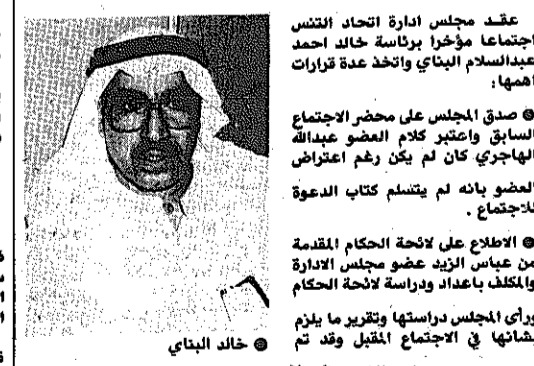 عقد مجلس ادارة اتحاد التنس
اجتماعا مؤخرا برئاسة خالد احمد
عبدالسلام البناي واتخذ عدة قرارات
اهمها :
● صدق المجلس على محضر الاجتماع
السابق واعتبر كلام العضو عبدالله
الهاجري كان لم يكن رغم اعتراض
العضو بانه لم يتسلم كتاب الدعوة
للاجتماع .
● الاطلاع على لائحة الحكام المقدمة
من عباس الزيد عضو مجلس الادارة
والمكلف باعداد ودراسة لائحة الحكام
ورأى المجلس دراستها وتقرير ما يلزم
بشانها في الاجتماع المقبل وقد تم
● خالد البناي